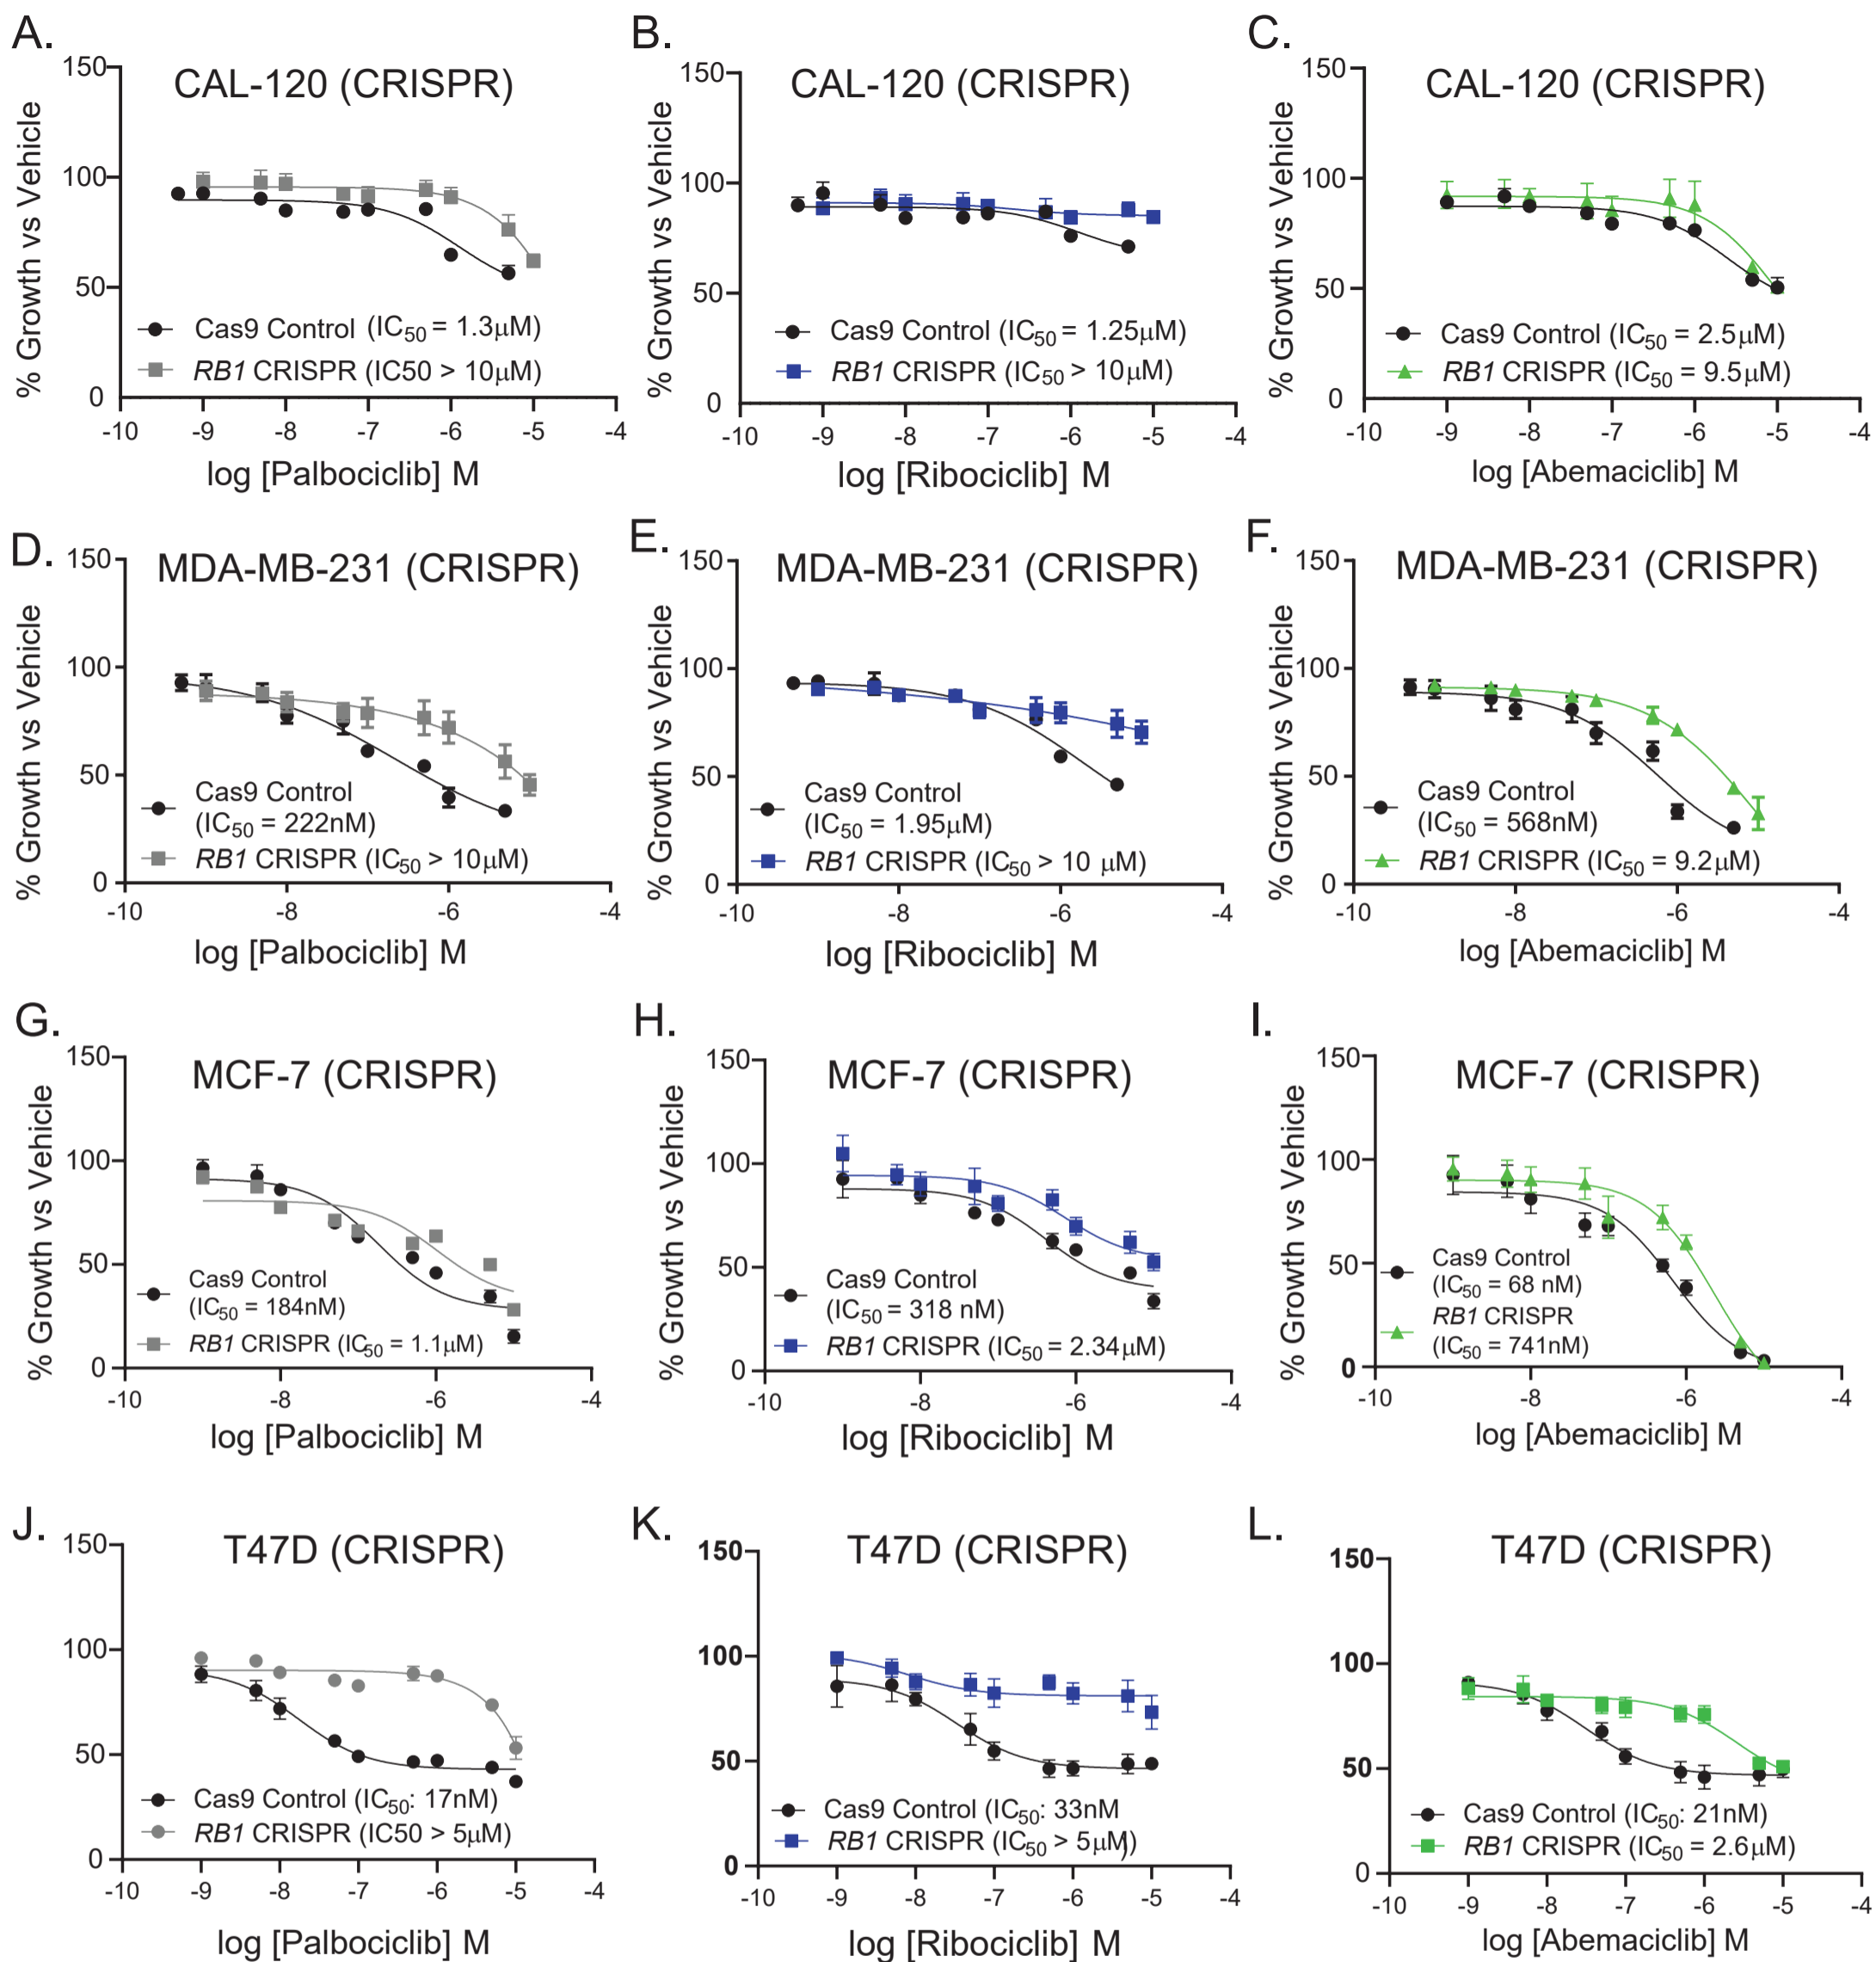 A.
CAL-120 (CRISPR)
% Growth vs Vehicle
150
100
50
0
Cas9 Control (IC50 = 1.3μM)
RB1 CRISPR (IC50 > 10μM)
-10 -9 -8 -7 -6 -5 -4
log [Palbociclib] M
B.
CAL-120 (CRISPR)
% Growth vs Vehicle
150
100
50
0
Cas9 Control (IC50 = 1.25μM)
RB1 CRISPR (IC50 > 10μM)
-10 -9 -8 -7 -6 -5 -4
log [Ribociclib] M
C.
CAL-120 (CRISPR)
% Growth vs Vehicle
150
100
50
0
Cas9 Control (IC50 = 2.5μM)
RB1 CRISPR (IC50 = 9.5μM)
-10 -9 -8 -7 -6 -5 -4
log [Abemaciclib] M
D.
MDA-MB-231 (CRISPR)
% Growth vs Vehicle
150
100
50
0
Cas9 Control
(IC50 = 222nM)
RB1 CRISPR (IC50 > 10μM)
-10 -8 -6 -4
log [Palbociclib] M
E.
MDA-MB-231 (CRISPR)
% Growth vs Vehicle
150
100
50
0
Cas9 Control
(IC50 = 1.95μM)
RB1 CRISPR (IC50 > 10 μM)
-10 -8 -6 -4
log [Ribociclib] M
F.
MDA-MB-231 (CRISPR)
% Growth vs Vehicle
150
100
50
0
Cas9 Control
(IC50 = 568nM)
RB1 CRISPR (IC50 = 9.2μM)
-10 -8 -6 -4
log [Abemaciclib] M
G.
MCF-7 (CRISPR)
% Growth vs Vehicle
150
100
50
0
Cas9 Control
(IC50 = 184nM)
RB1 CRISPR (IC50 = 1.1μM)
-10 -8 -6 -4
log [Palbociclib] M
H.
MCF-7 (CRISPR)
% Growth vs Vehicle
150
100
50
0
Cas9 Control
(IC50 = 318 nM)
RB1 CRISPR (IC50 = 2.34μM)
-10 -8 -6 -4
log [Ribociclib] M
I.
MCF-7 (CRISPR)
% Growth vs Vehicle
150
100
50
0
Cas9 Control
(IC50 = 68 nM)
RB1 CRISPR
(IC50 = 741nM)
-10 -8 -6 -4
log [Abemaciclib] M
J.
T47D (CRISPR)
150
100
50
0
Cas9 Control (IC50: 17nM)
RB1 CRISPR (IC50 > 5μM)
-10 -9 -8 -7 -6 -5 -4
log [Palbociclib] M
K.
T47D (CRISPR)
150
100
50
0
Cas9 Control (IC50: 33nM
RB1 CRISPR (IC50 > 5μM)
-10 -9 -8 -7 -6 -5 -4
log [Ribociclib] M
L.
T47D (CRISPR)
150
100
50
0
Cas9 Control (IC50: 21nM)
RB1 CRISPR (IC50 = 2.6μM)
-10 -9 -8 -7 -6 -5 -4
log [Abemaciclib] M